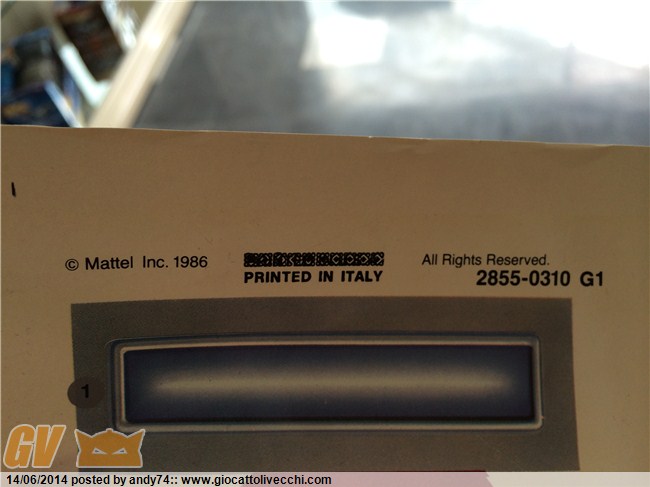 © Mattel Inc. 1986
PRINTED IN ITALY
All Rights Reserved.
2855-0310 G1
1
GV
14/06/2014 posted by andy74:: www.giocattolivecchi.com